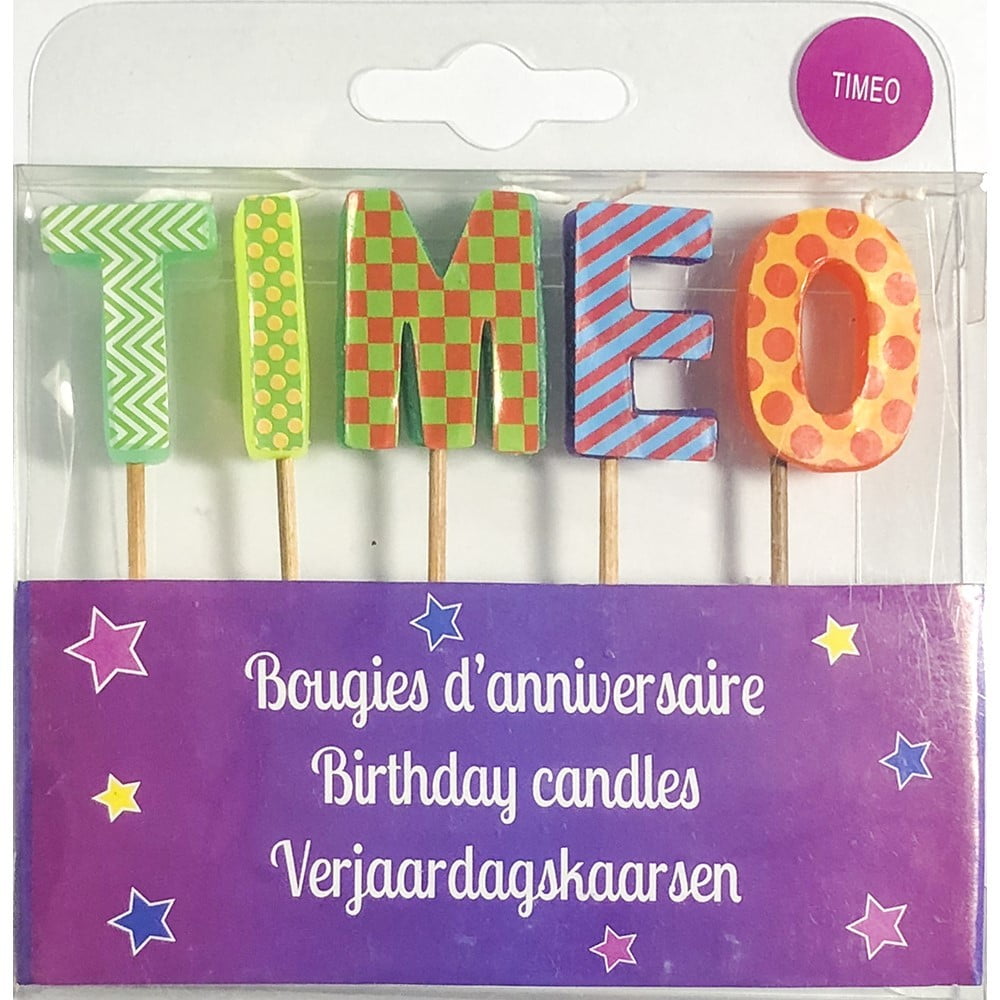 TIMEO
TIMEO
Bougies d'anniversaire
Birthday candles
Verjaardagskaarsen